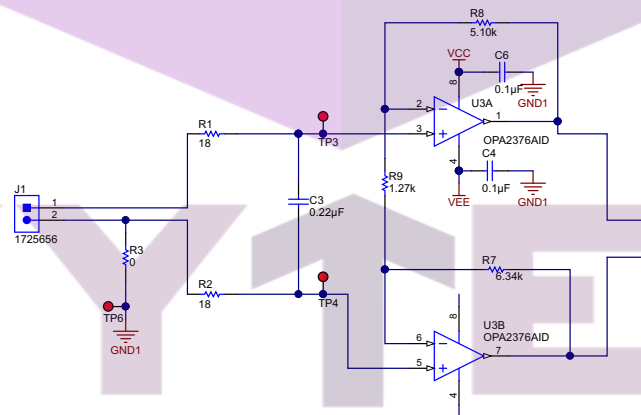 R8
5.10k
VCC
C6
8
0.1µF
GND1
2
U3A
1
3
OPA2376AID
R1
18
TP3
4
C4
0.1µF
GND1
VEE
R9
1.27k
J1
1
2
1725656
C3
0.22µF
R3
0
R7
6.34k
R2
18
TP4
TP6
GND1
8
U3B
OPA2376AID
6
7
5
4
YTE